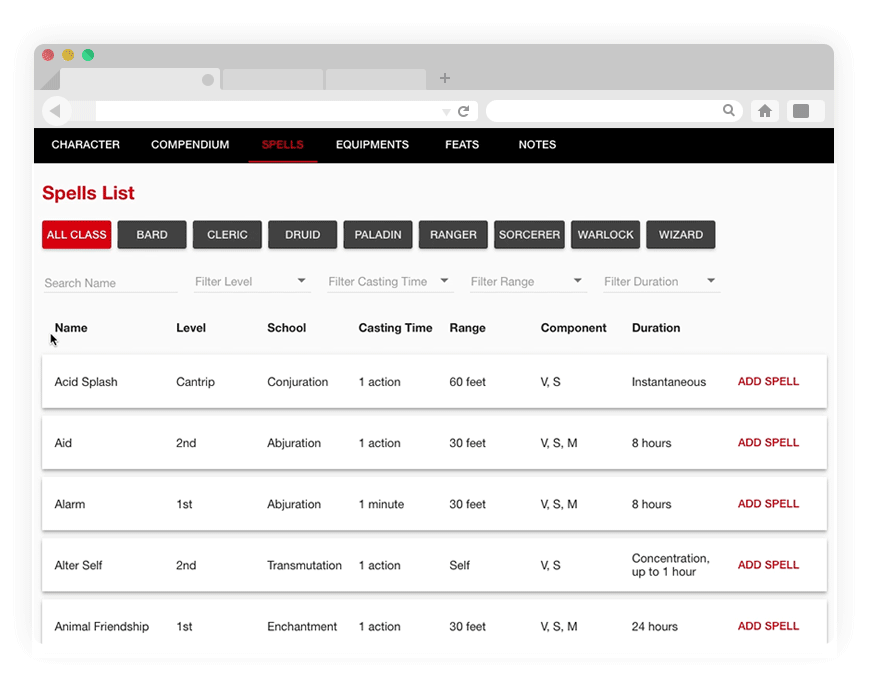 CHARACTER COMPENDIUM SPELLS EQUIPMENTS FEATS NOTES
Spells List
ALL CLASS BARD CLERIC DRUID PALADIN RANGER SORCERER WARLOCK WIZARD
Search Name Filter Level Filter Casting Time Filter Range Filter Duration
Name Level School Casting Time Range Component Duration
Acid Splash Cantrip Conjuration 1 action 60 feet V, S Instantaneous ADD SPELL
Aid 2nd Abjuration 1 action 30 feet V, S, M 8 hours ADD SPELL
Alarm 1st Abjuration 1 minute 30 feet V, S, M 8 hours ADD SPELL
Alter Self 2nd Transmutation 1 action Self V, S Concentration, ADD SPELL
up to 1 hour
Animal Friendship 1st Enchantment 1 action 30 feet V, S, M 24 hours ADD SPELL